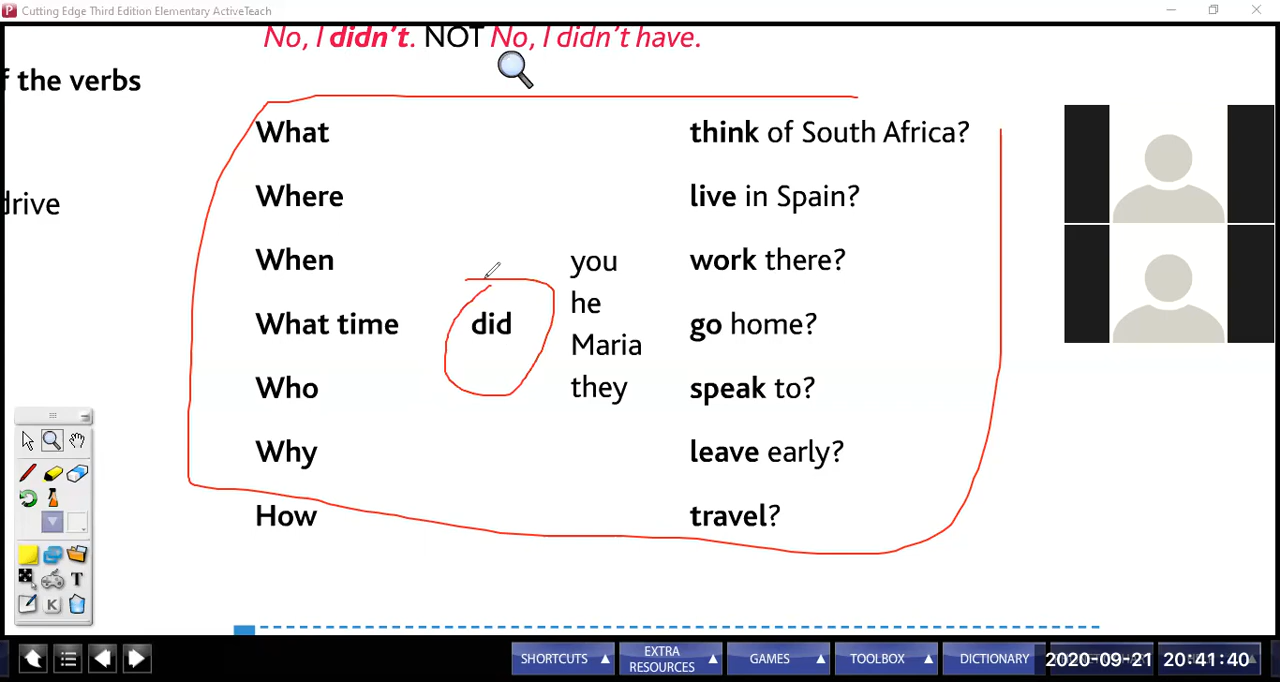 Cutting Edge Third Edition Elementary ActiveTeach
No, I didn't. NOT No, I didn't have.
f the verbs
drive
What think of South Africa?
Where live in Spain?
When you work there?
he
What time did go home?
Maria
Who they speak to?
Why leave early?
How travel?
SHORTCUTS
EXTRA RESOURCES
GAMES
TOOLBOX
DICTIONARY
2020-09-21 20:41:40